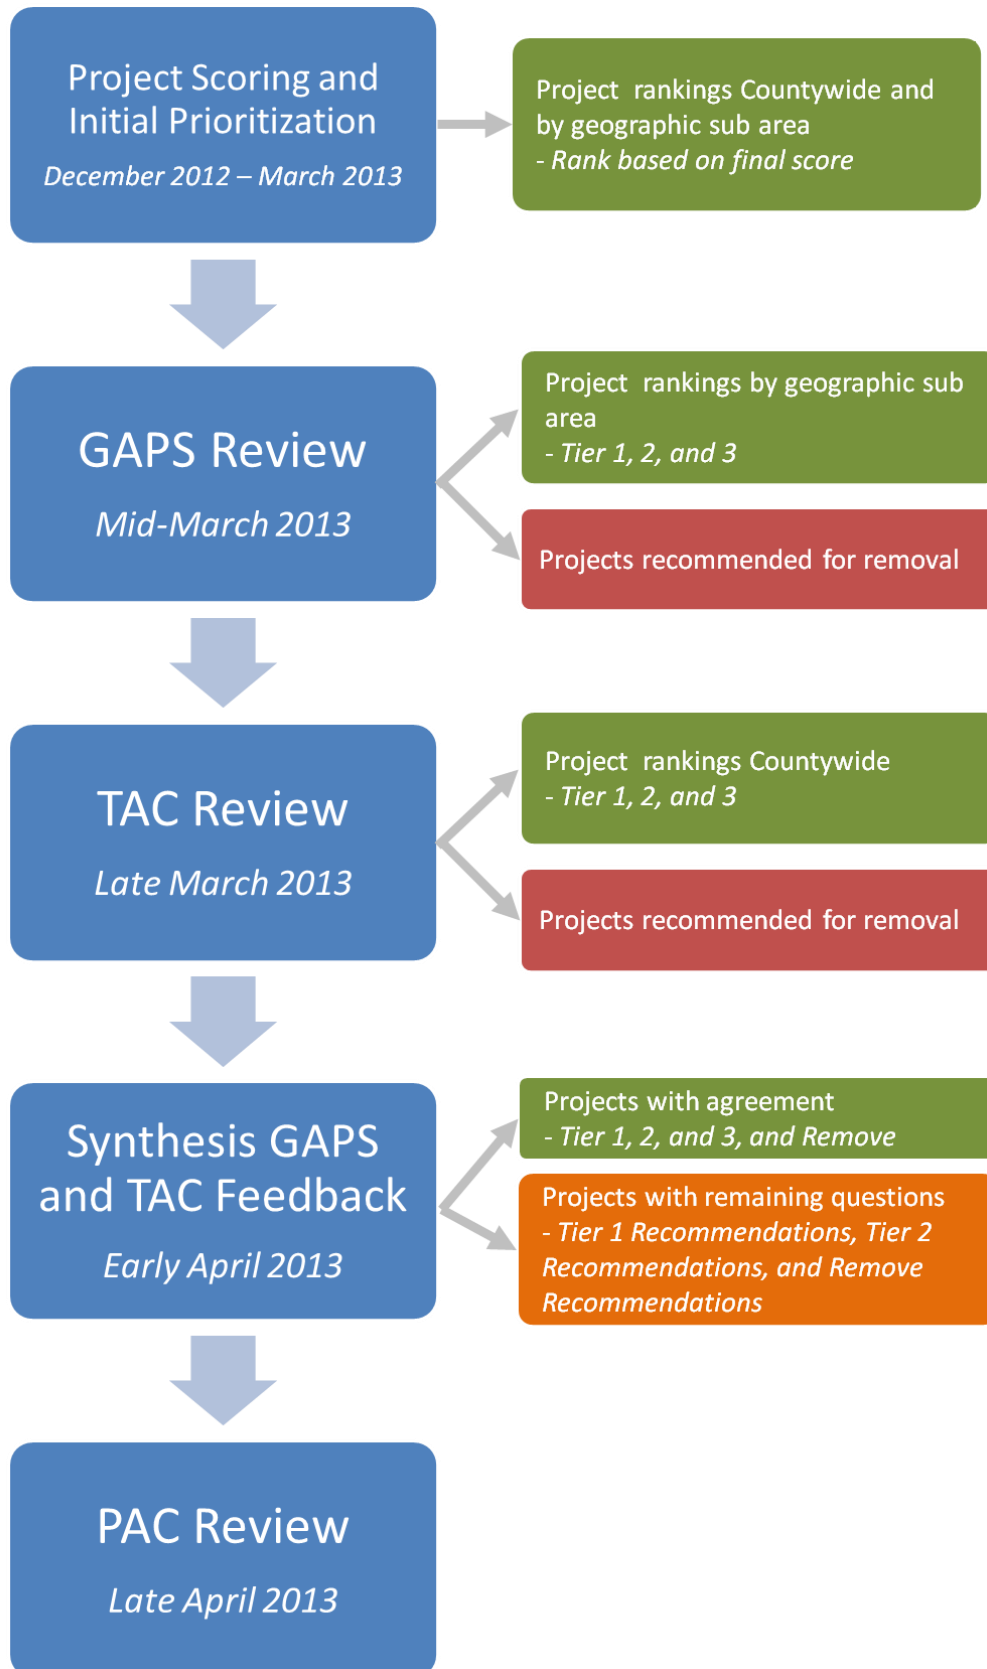 Project Scoring and
Initial Prioritization
December 2012 – March 2013
Project rankings Countywide and
by geographic sub area
- Rank based on final score
GAPS Review
Mid-March 2013
Project rankings by geographic sub
area
- Tier 1, 2, and 3
Projects recommended for removal
TAC Review
Late March 2013
Project rankings Countywide
- Tier 1, 2, and 3
Projects recommended for removal
Synthesis GAPS
and TAC Feedback
Early April 2013
Projects with agreement
- Tier 1, 2, and 3, and Remove
Projects with remaining questions
- Tier 1 Recommendations, Tier 2
Recommendations, and Remove
Recommendations
PAC Review
Late April 2013